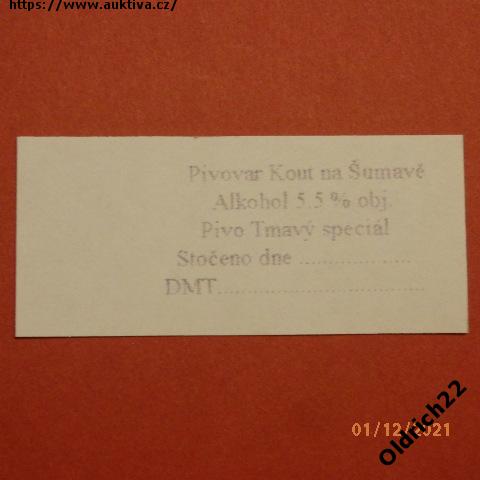 https://www.auktiva.cz/
Pivovar Kout na Šumavě
Alkohol 5.5 % obj.
Pivo Tmavý speciál
Stočeno dne ..................
DMT.................................
01/12/2021
Oldrich22